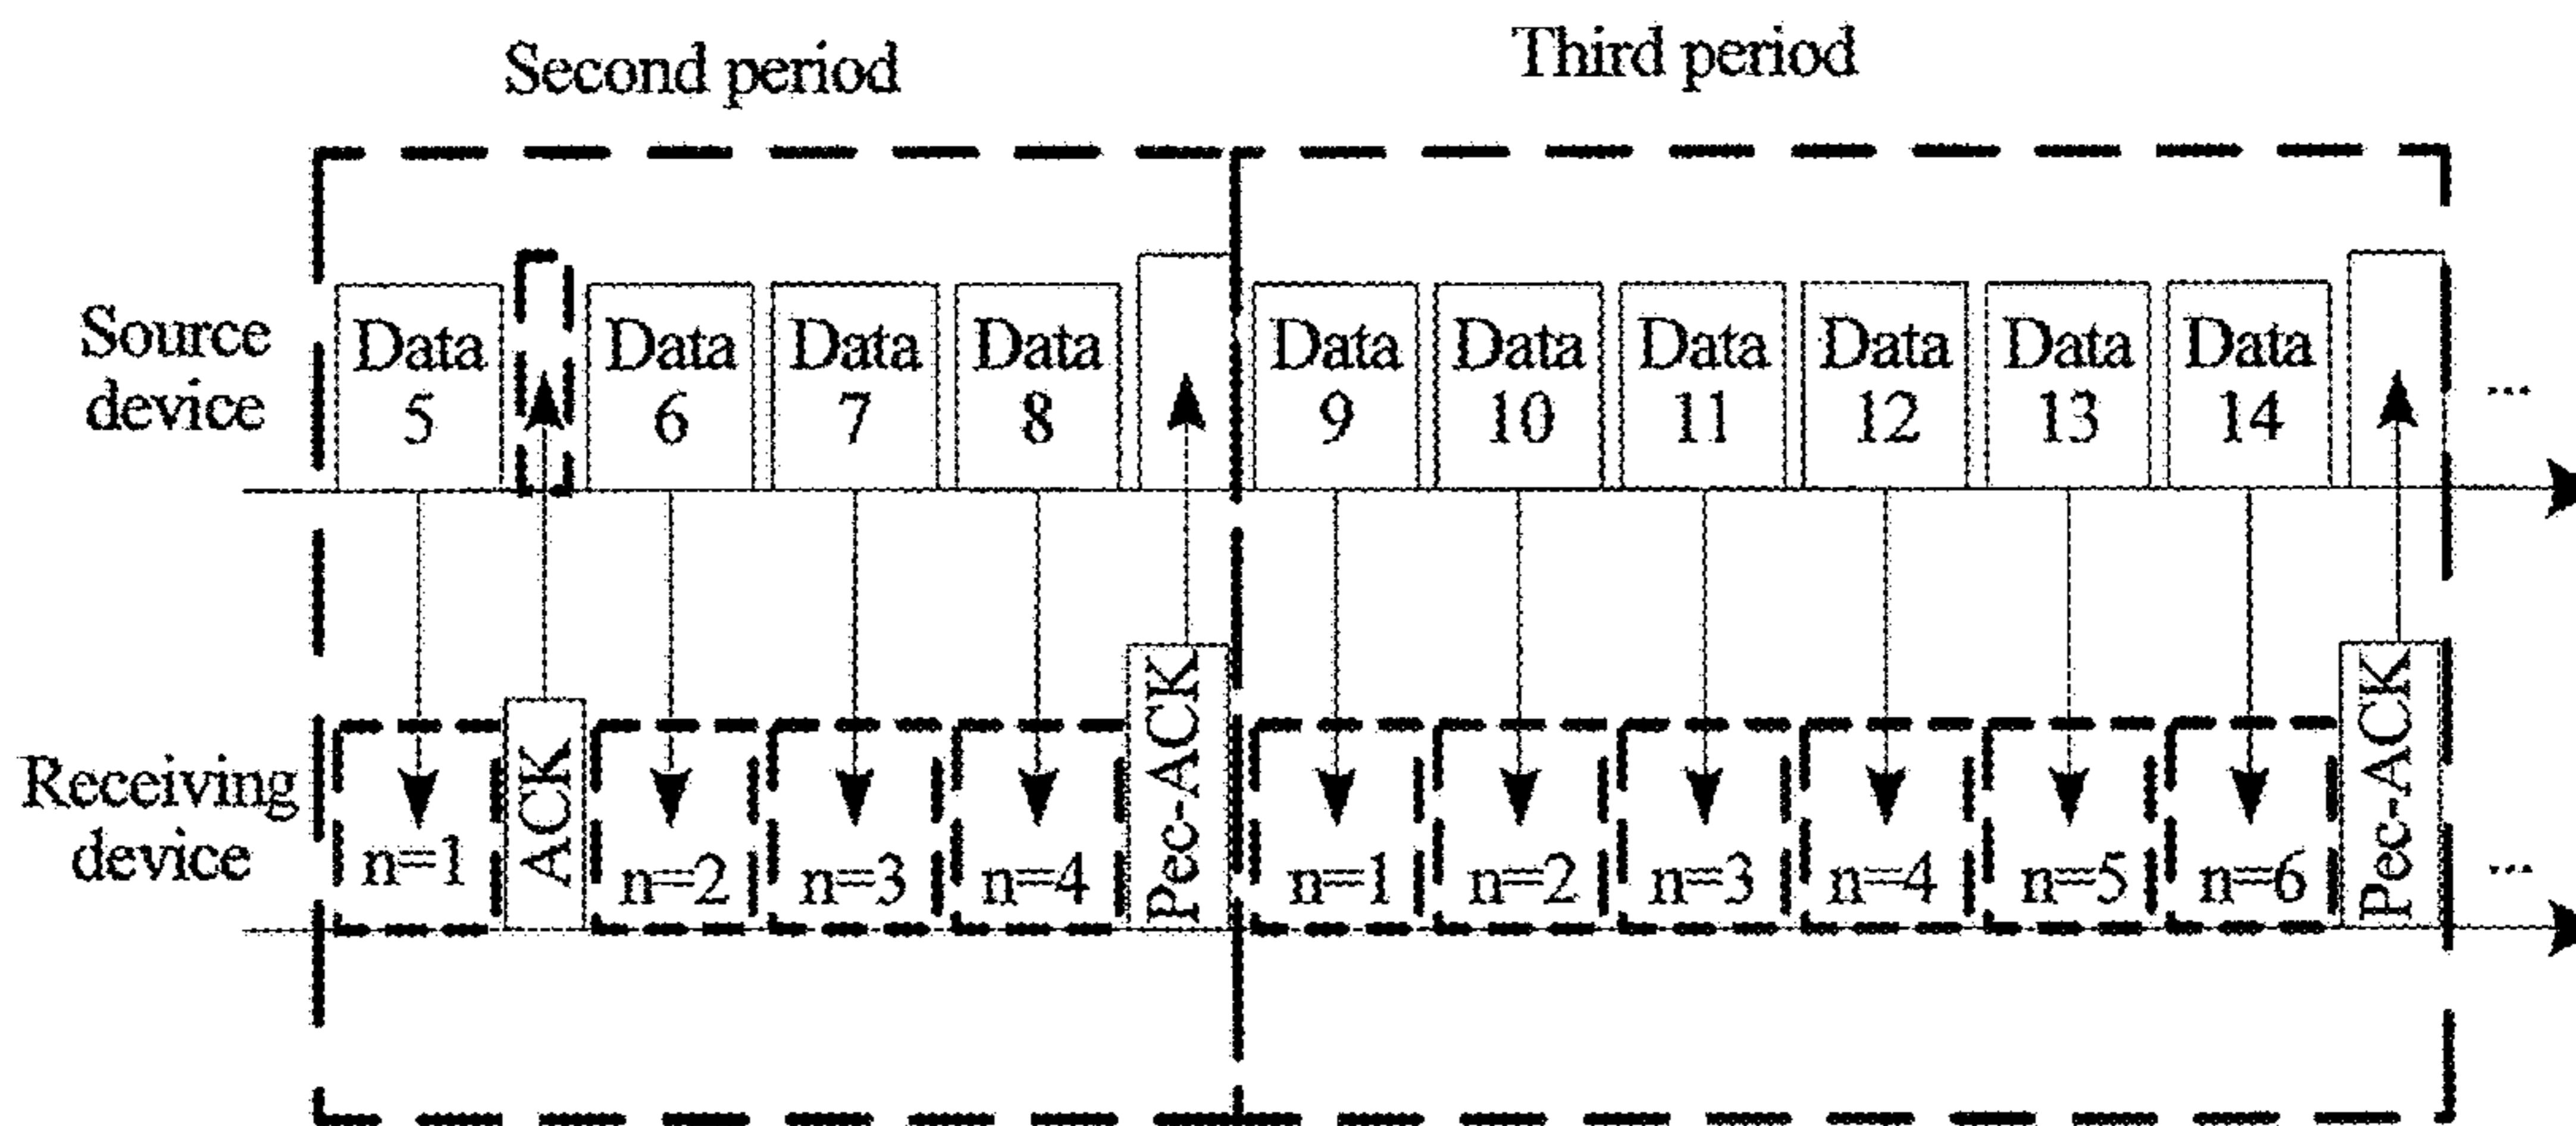 Second period
Third period
Source
device
Data
5
Data
6
Data
7
Data
8
Data
9
Data
10
Data
11
Data
12
Data
13
Data
14
...
Receiving
device
n=1
ACK
n=2
n=3
n=4
Pec-ACK
n=1
n=2
n=3
n=4
n=5
n=6
Pec-ACK
...